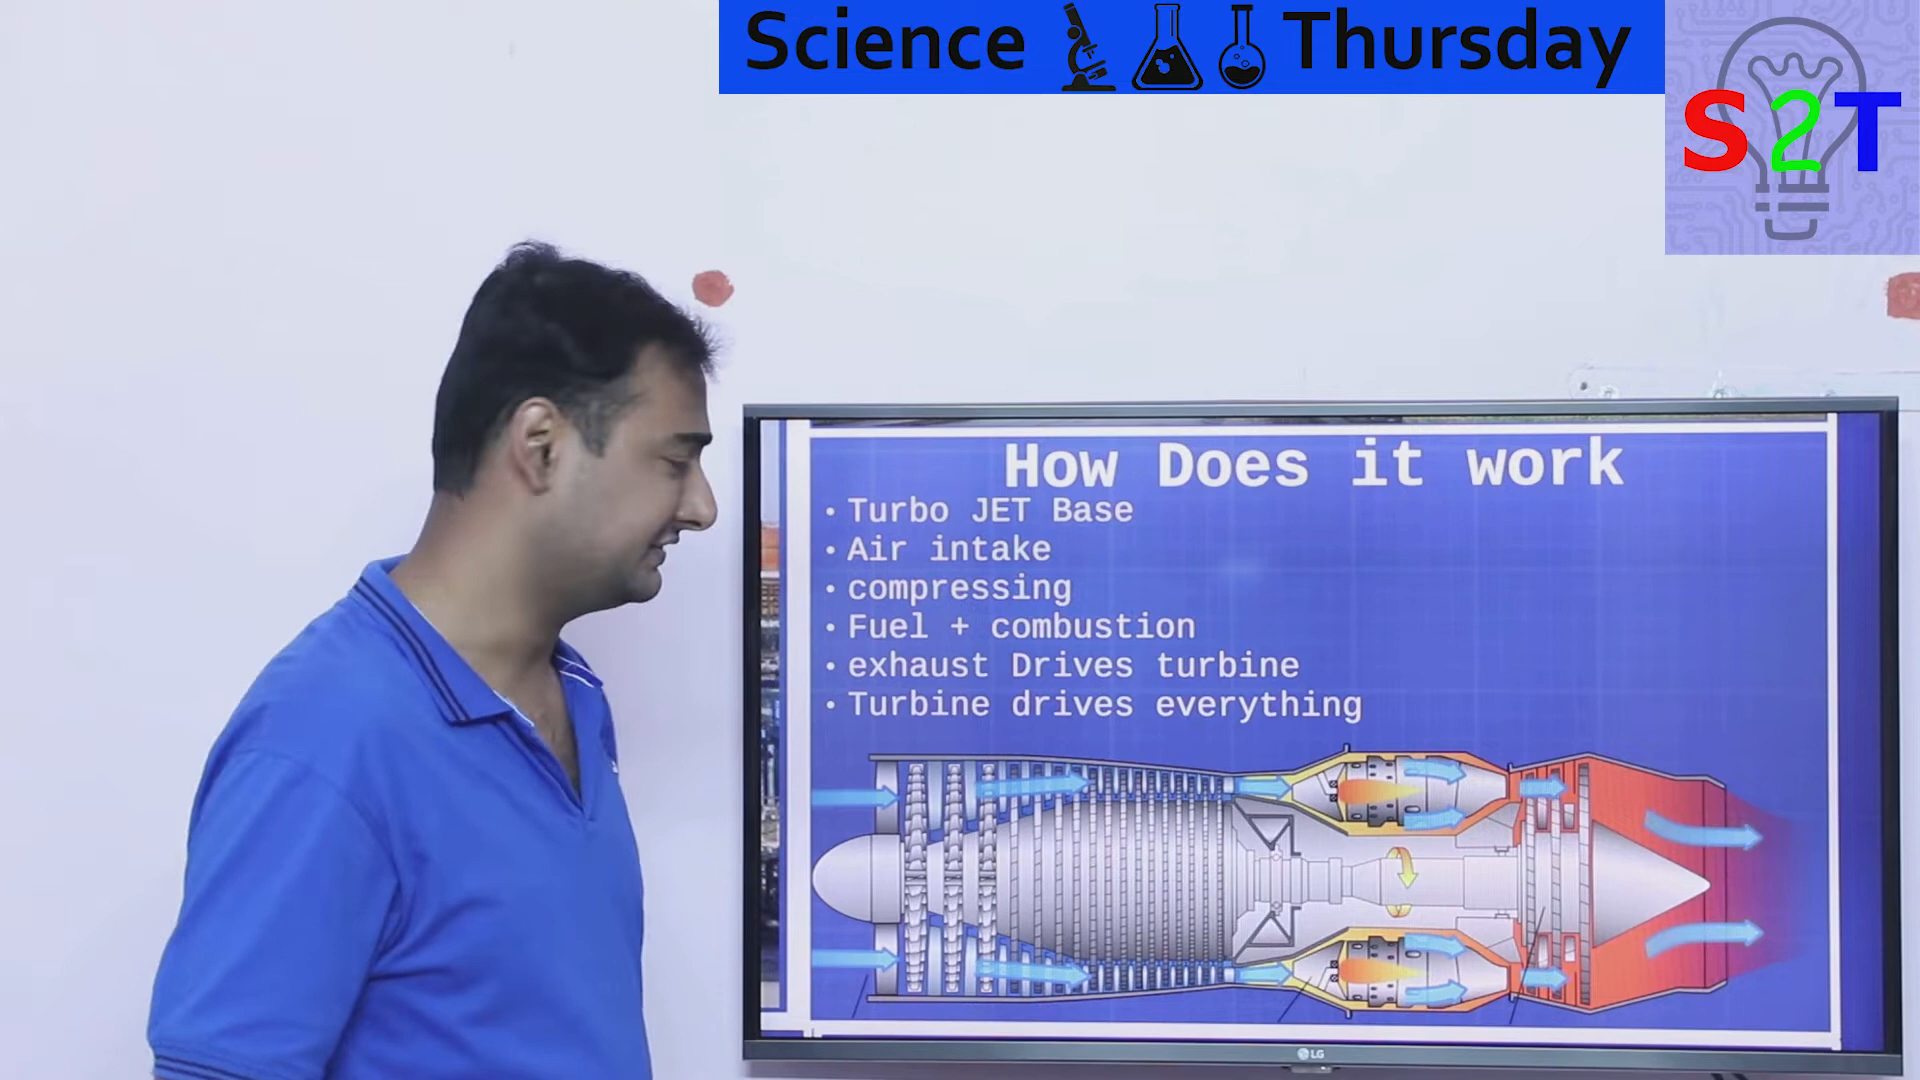 Science Thursday
S2T
How Does it work
• Turbo JET Base
• Air intake
• compressing
• Fuel + combustion
• exhaust Drives turbine
• Turbine drives everything
LG